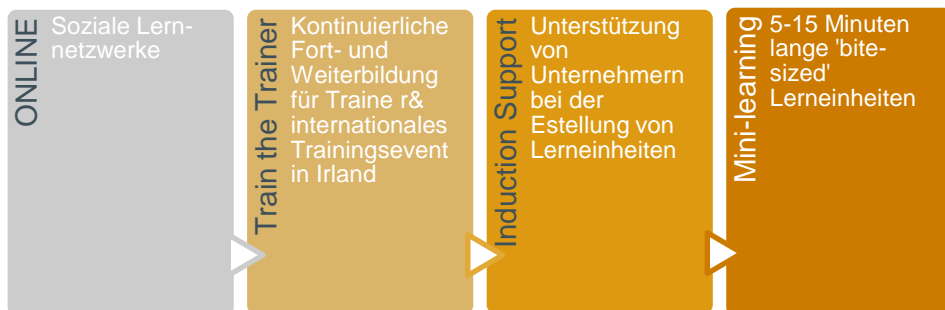 ONLINE
Soziale Lern-
netzwerke
Train the Trainer
Kontinuierliche
Fort- und
Weiterbildung
für Traine r&
internationales
Trainingsevent
in Irland
Induction Support
Unterstützung
von
Unternehmern
bei der
Estellung von
Lerneinheiten
Mini-learning
5-15 Minuten
lange 'bite-
sized'
Lerneinheiten